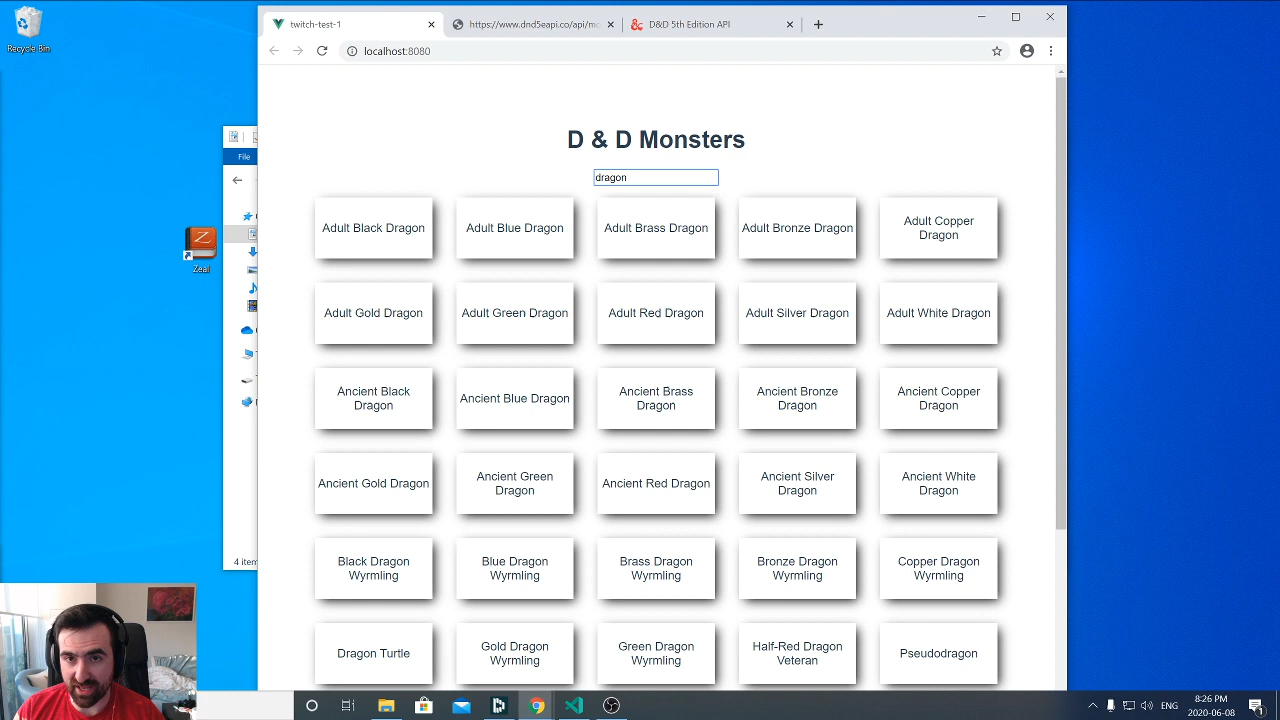 Recycle Bin
Zeal
File
4 item
twitch-test-1
https://www.dnd5eapi.co/api/mo
D&D 5th Edition API
localhost:8080
D & D Monsters
dragon
Adult Black Dragon
Adult Blue Dragon
Adult Brass Dragon
Adult Bronze Dragon
Adult Copper
Dragon
Adult Gold Dragon
Adult Green Dragon
Adult Red Dragon
Adult Silver Dragon
Adult White Dragon
Ancient Black
Dragon
Ancient Blue Dragon
Ancient Brass
Dragon
Ancient Bronze
Dragon
Ancient Copper
Dragon
Ancient Gold Dragon
Ancient Green
Dragon
Ancient Red Dragon
Ancient Silver
Dragon
Ancient White
Dragon
Black Dragon
Wyrmling
Blue Dragon
Wyrmling
Brass Dragon
Wyrmling
Bronze Dragon
Wyrmling
Copper Dragon
Wyrmling
Dragon Turtle
Gold Dragon
Wyrmling
Green Dragon
Wyrmling
Half-Red Dragon
Veteran
Pseudodragon
ENG
8:26 PM
2020-06-08